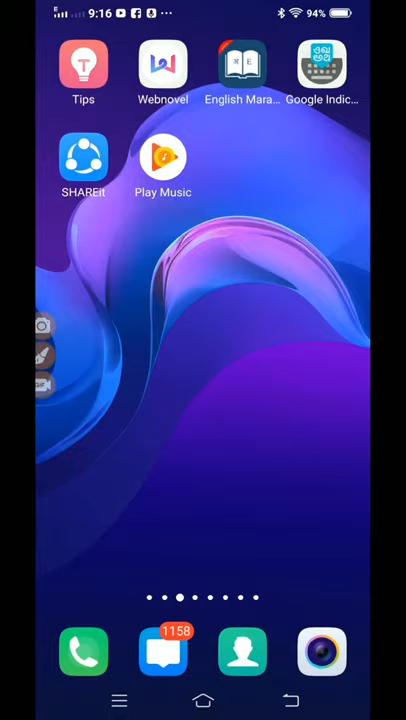 9:16
94%
Tips
Webnovel
English Mara...
Google Indic...
SHAREit
Play Music
1158